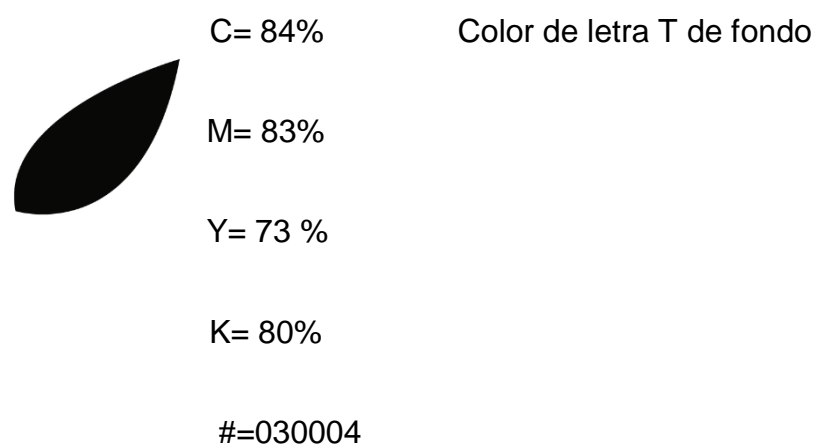 C= 84% Color de letra T de fondo
M= 83%
Y= 73 %
K= 80%
#=030004